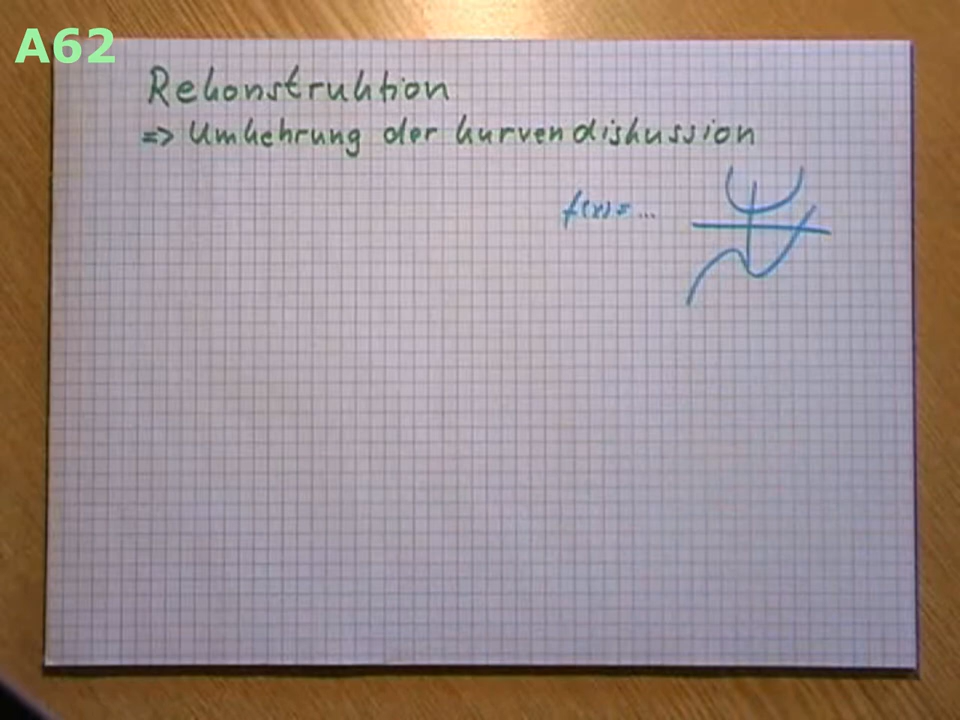 A62
Rekonstruktion
=> Umkehrung der kurvendiskussion
f(x) = ...